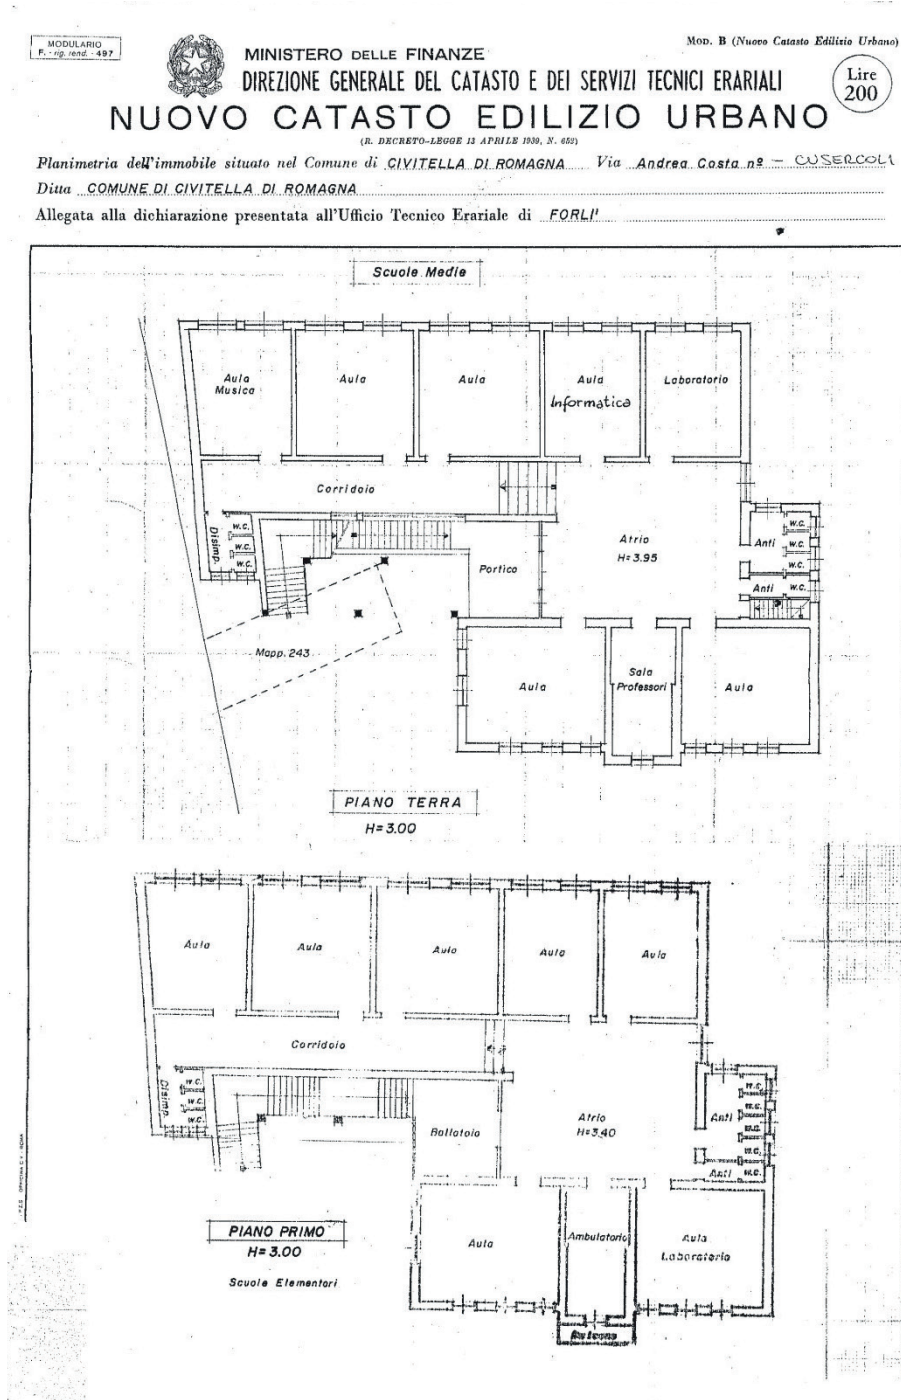 MODULARIO
F. - rig. rend. - 497
MOD. B (Nuovo Catasto Edilizio Urbano)
MINISTERO DELLE FINANZE
DIREZIONE GENERALE DEL CATASTO E DEI SERVIZI TECNICI ERARIALI
Lire
200
NUOVO CATASTO EDILIZIO URBANO
(R. DECRETO-LEGGE 13 APRILE 1939, N. 652)
Planimetria dell'immobile situato nel Comune di CIVITELLA DI ROMAGNA Via Andrea Costa nº - CUSERCOLI
Ditta COMUNE DI CIVITELLA DI ROMAGNA
Allegata alla dichiarazione presentata all'Ufficio Tecnico Erariale di FORLI'
Scuole Medie
Aula
Musica
Aula
Aula
Aula
Informatica
Laboratorio
Corridoio
Disimp.
W.C.
W.C.
W.C.
Portico
Atrio
H=3.95
Anti
W.C.
W.C.
W.C.
Anti
W.C.
Mapp. 243
Aula
Sala
Professori
Aula
PIANO TERRA
H=3.00
Aula
Aula
Aula
Aula
Aula
Corridoio
Disimp.
W.C.
W.C.
W.C.
Ballatoio
Atrio
H=3.40
Anti
W.C.
W.C.
W.C.
W.C.
Anti
W.C.
Aula
Ambulatorio
Aula
Laboratorio
PIANO PRIMO
H=3.00
Scuole Elementari